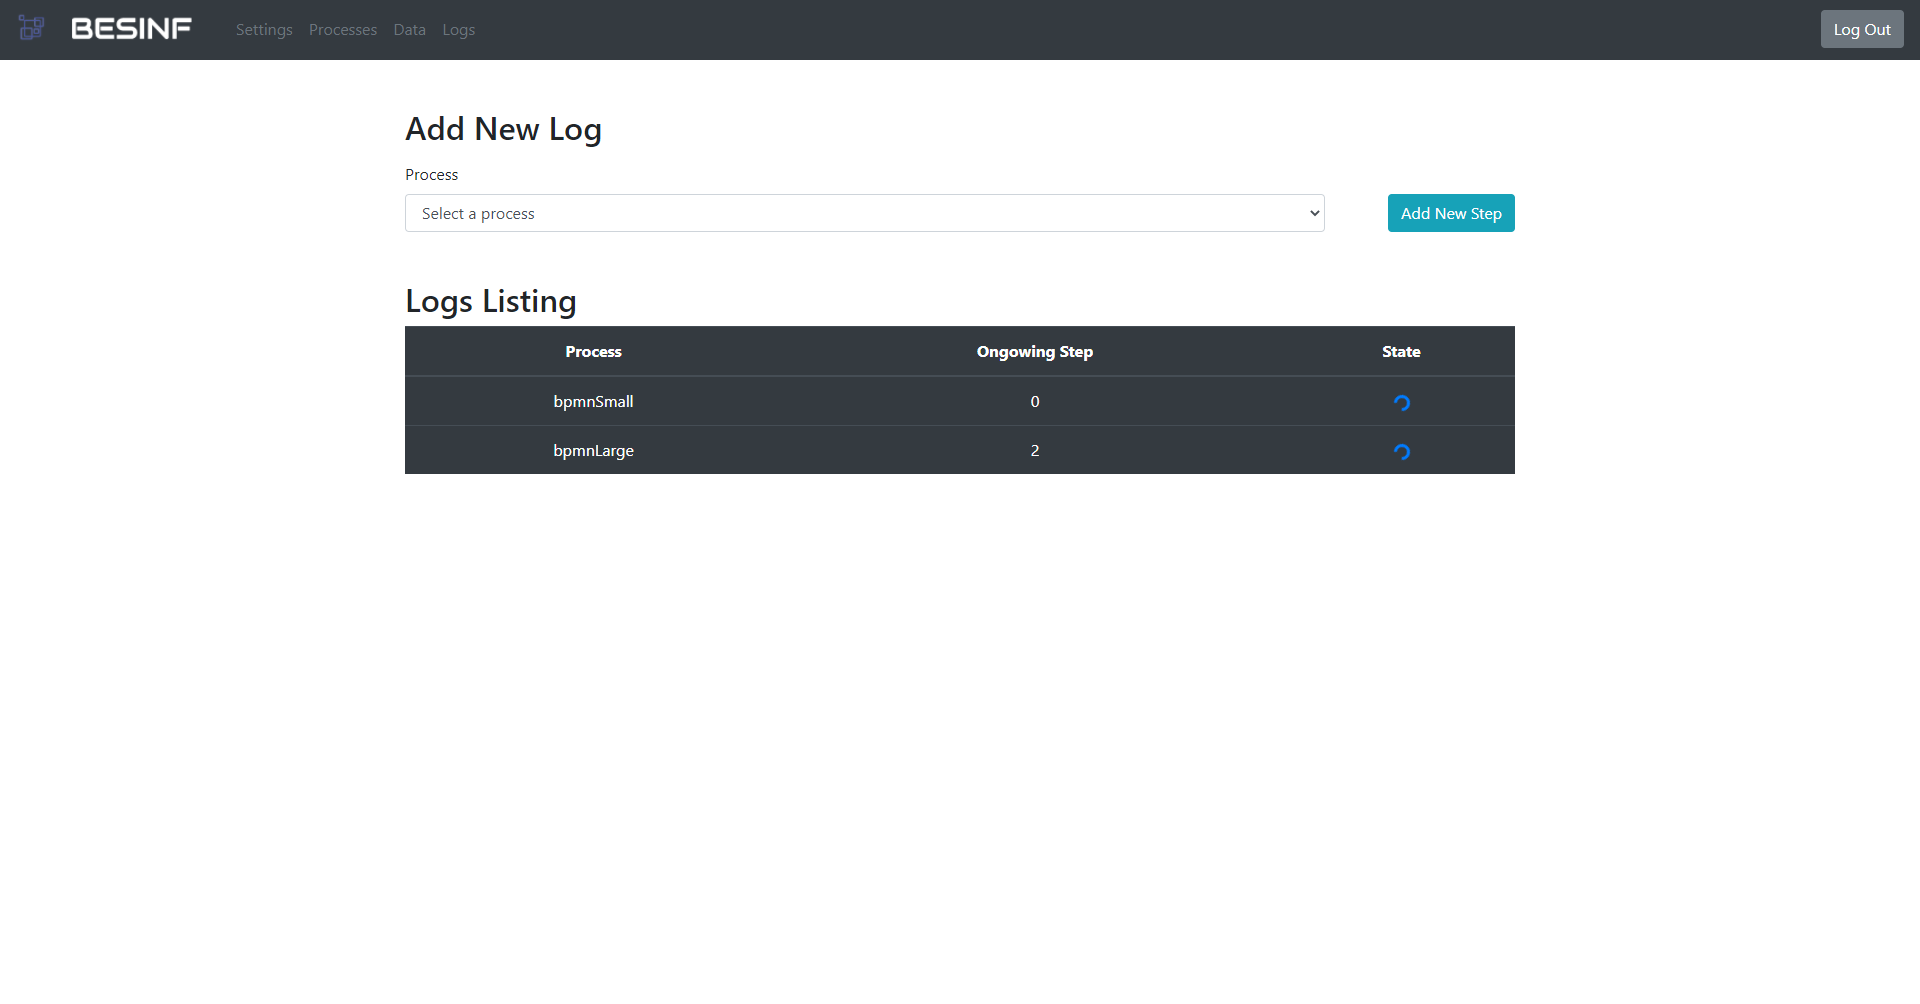 BESINF Settings Processes Data Logs Log Out
Add New Log
Process
Select a process Add New Step
Logs Listing
Process Ongowing Step State
bpmnSmall 0
bpmnLarge 2